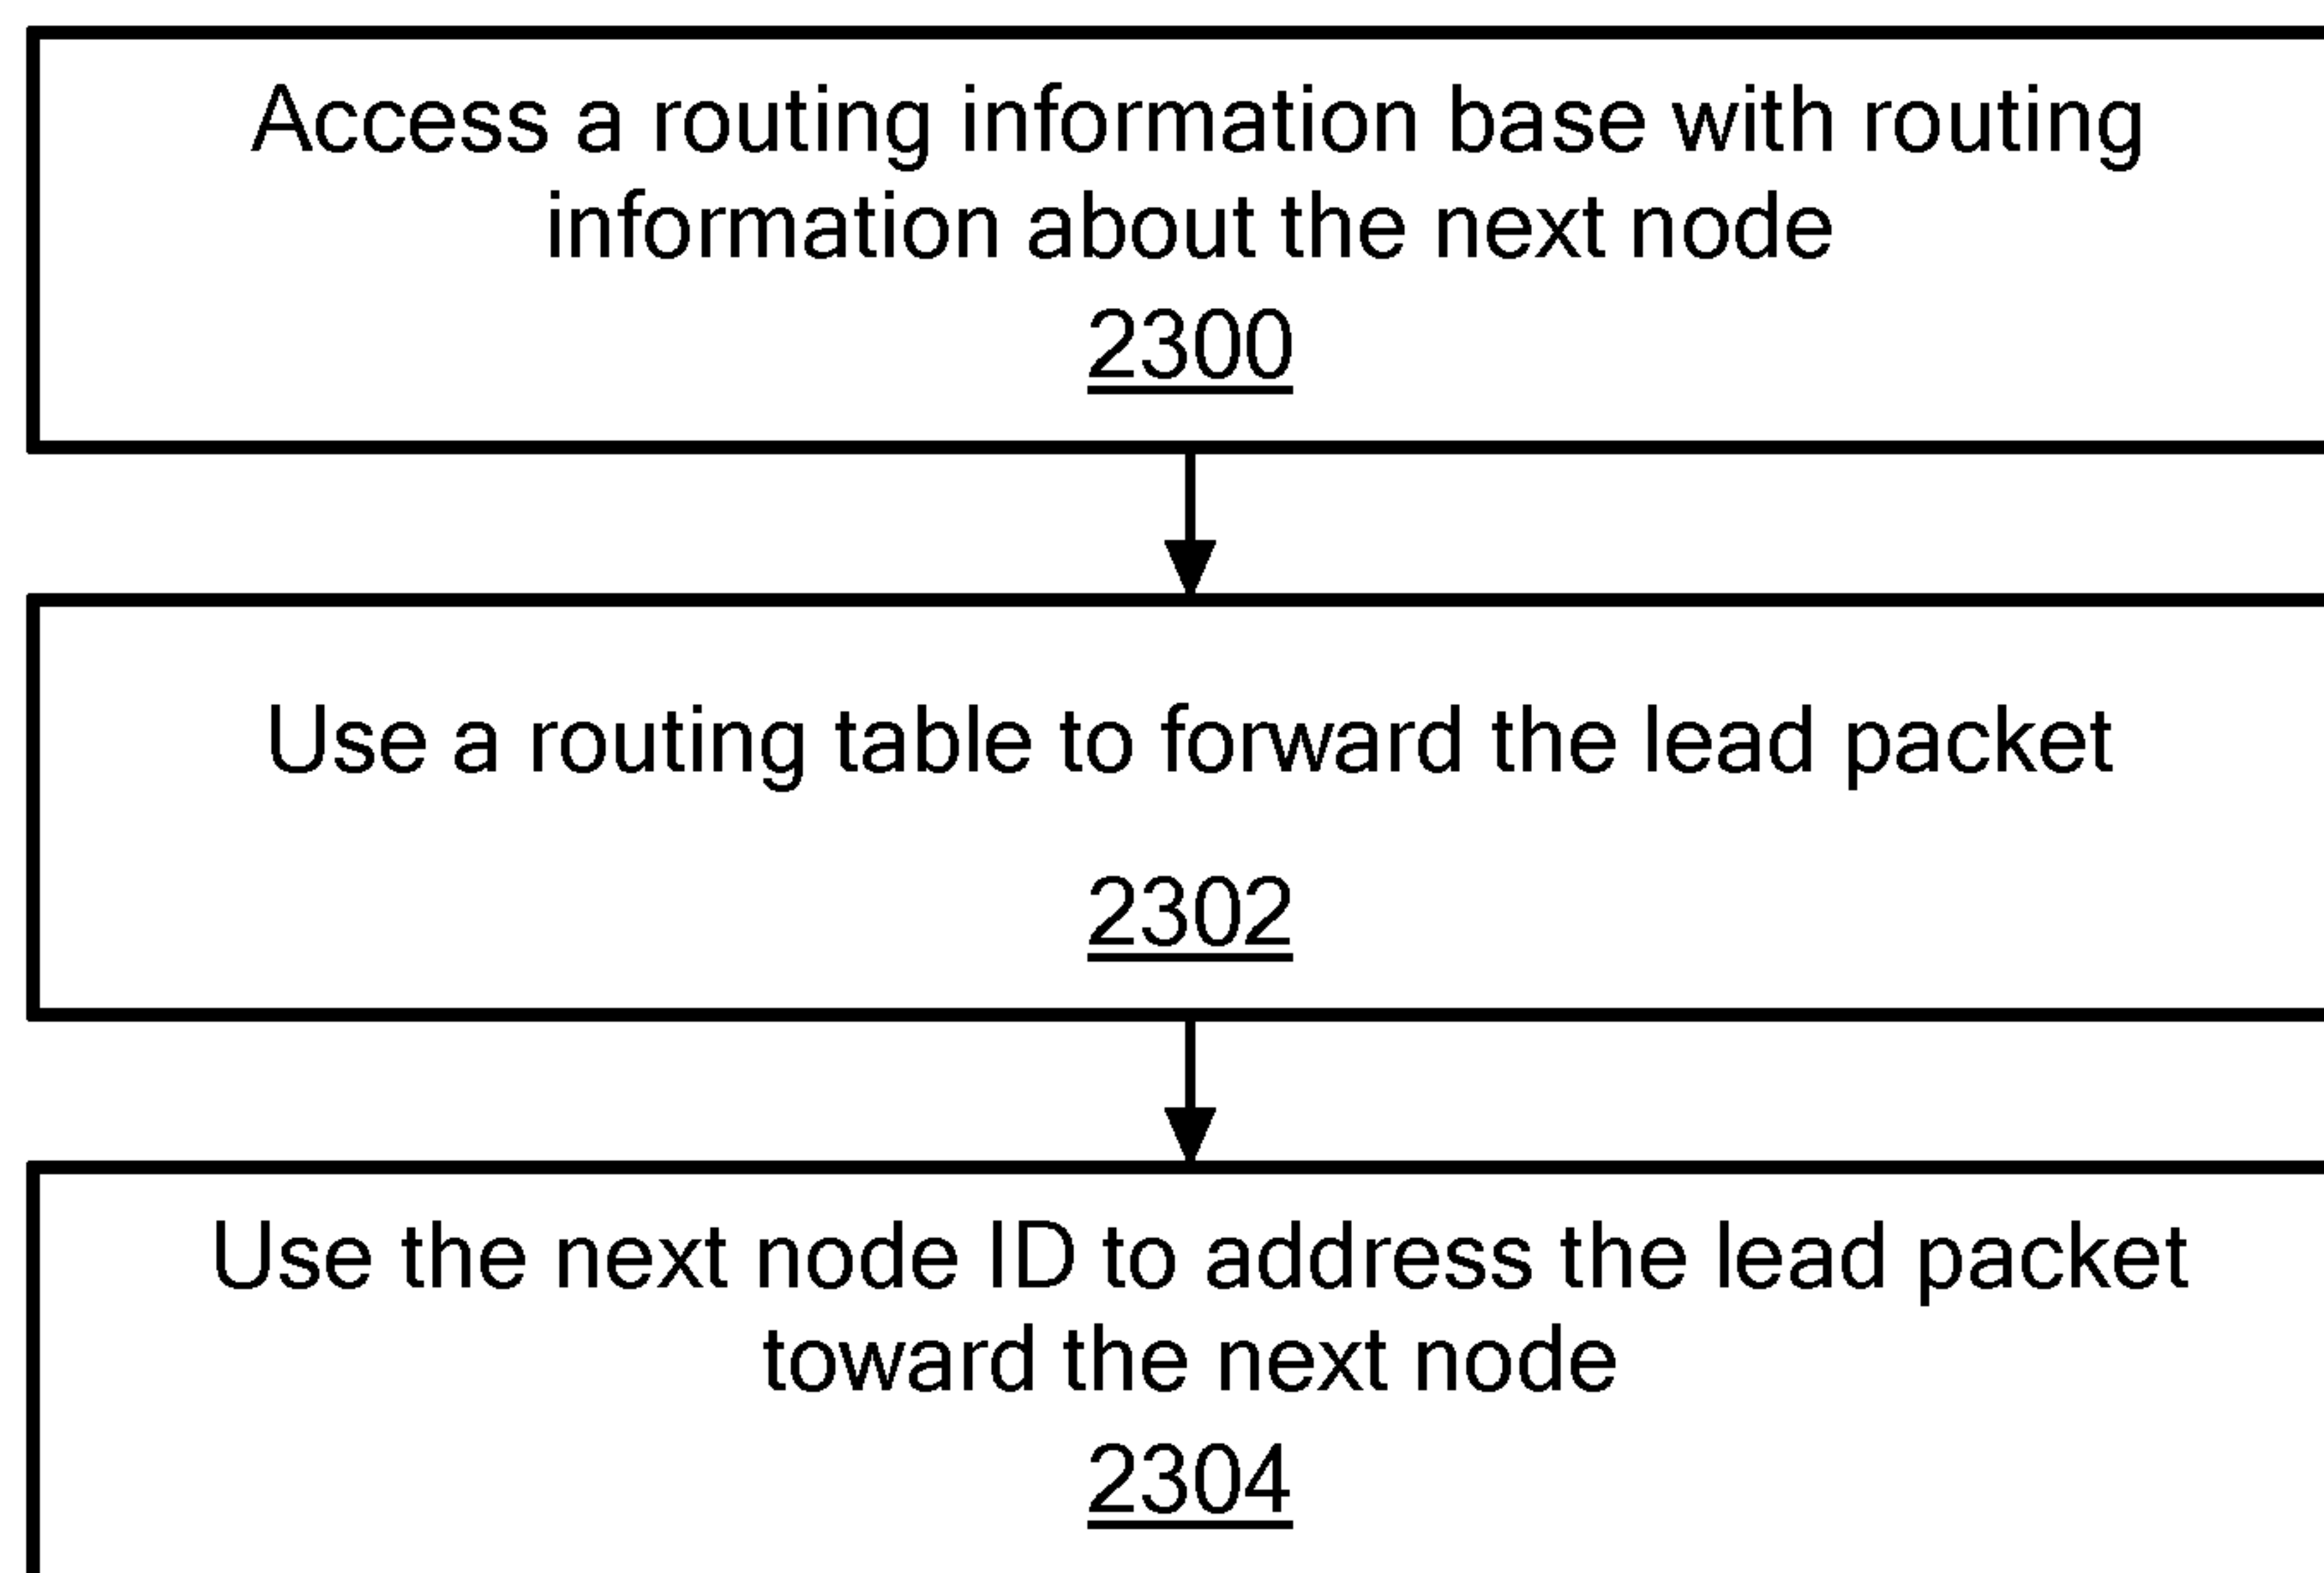 Access a routing information base with routing
information about the next node
2300
Use a routing table to forward the lead packet
2302
Use the next node ID to address the lead packet
toward the next node
2304